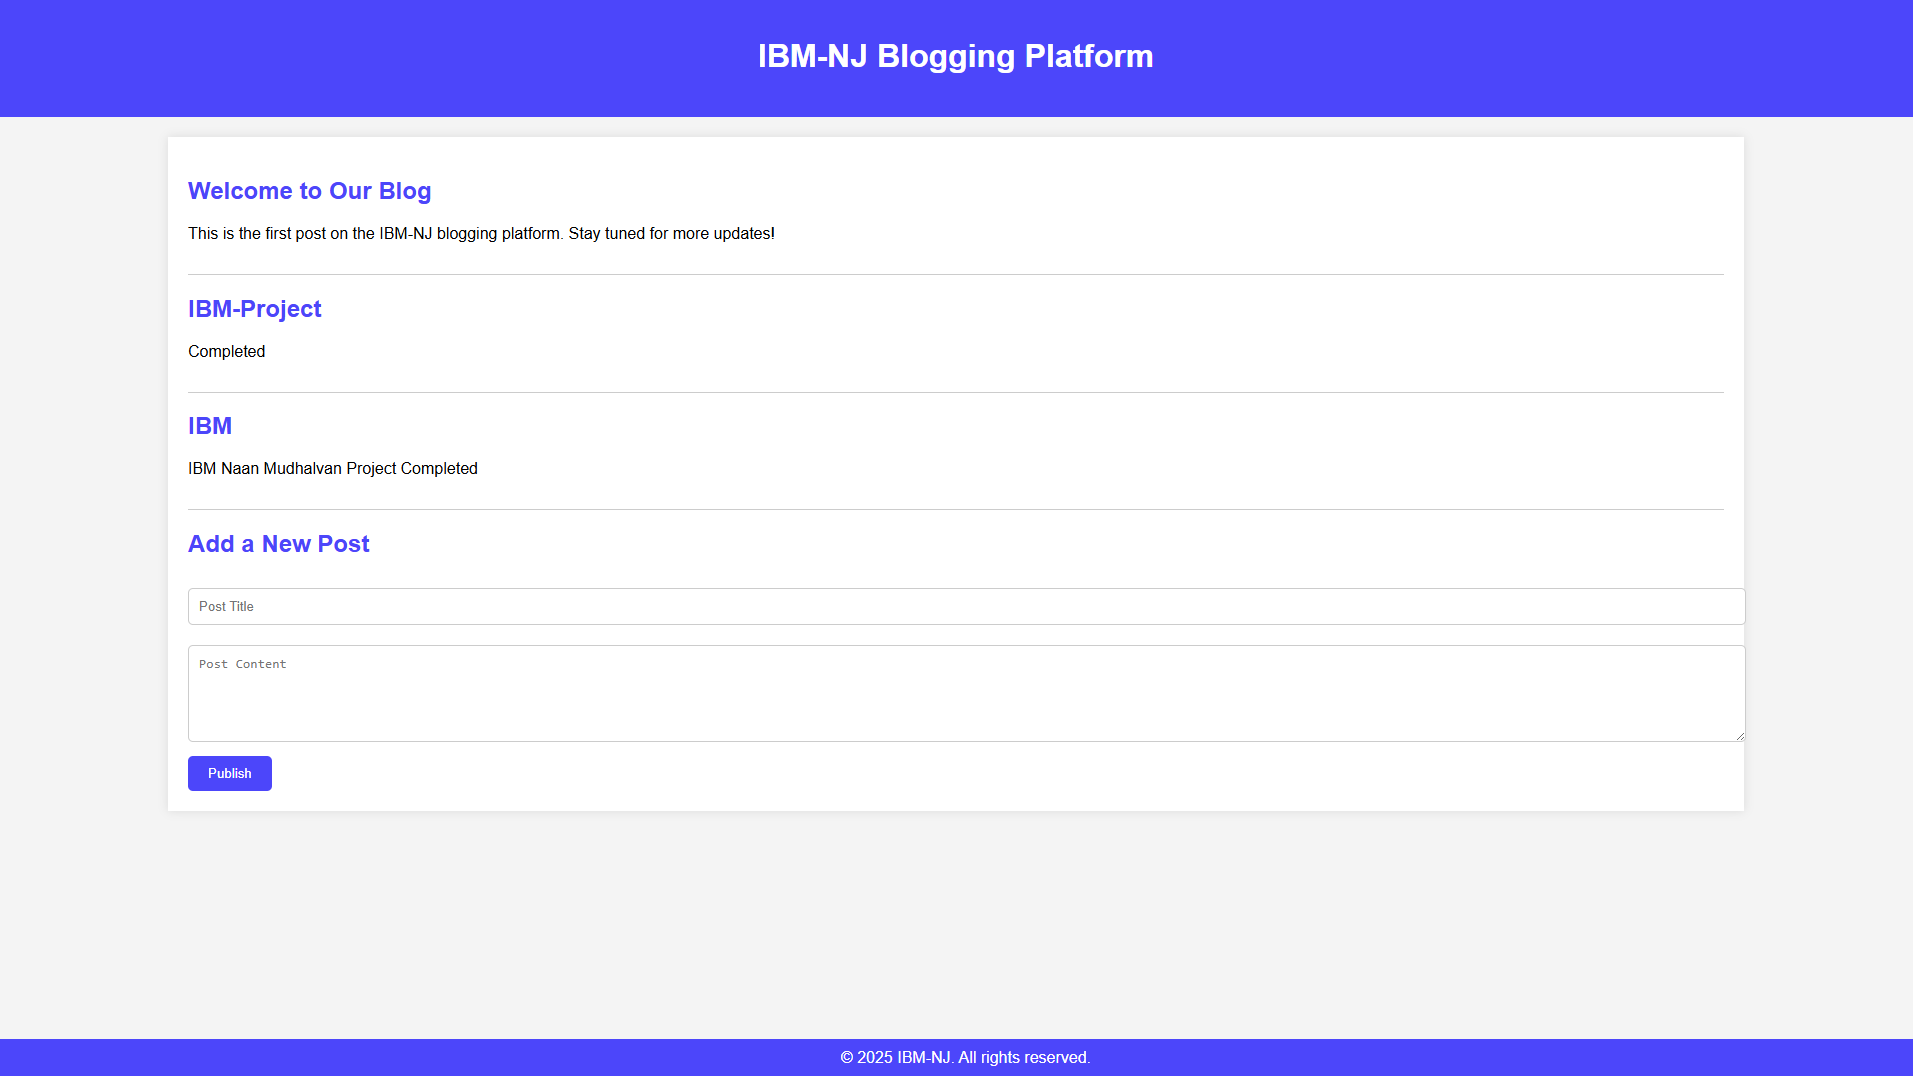 IBM-NJ Blogging Platform
Welcome to Our Blog
This is the first post on the IBM-NJ blogging platform. Stay tuned for more updates!
IBM-Project
Completed
IBM
IBM Naan Mudhalvan Project Completed
Add a New Post
Post Title
Post Content
Publish
© 2025 IBM-NJ. All rights reserved.